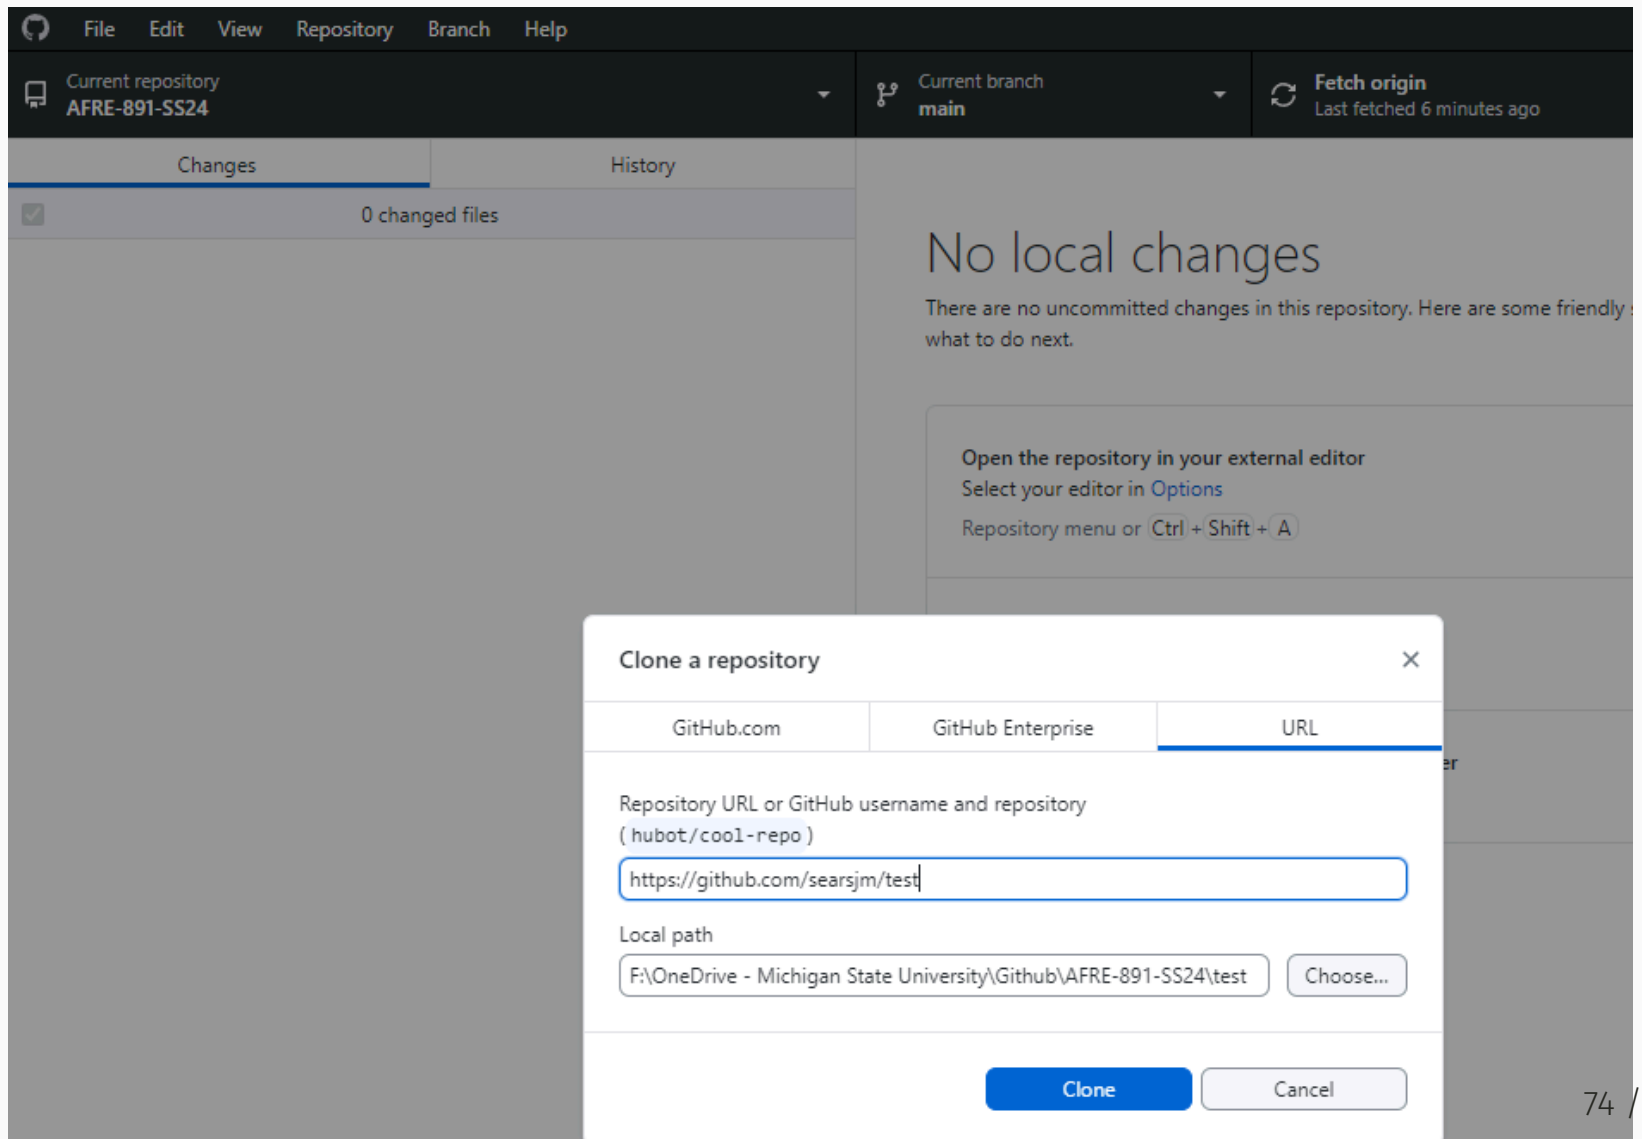 File Edit View Repository Branch Help
Current repository
AFRE-891-SS24
Current branch
main
Fetch origin
Last fetched 6 minutes ago
Changes
History
0 changed files
No local changes
There are no uncommitted changes in this repository. Here are some friendly
what to do next.
Open the repository in your external editor
Select your editor in Options
Repository menu or Ctrl + Shift + A
Clone a repository
GitHub.com
GitHub Enterprise
URL
Repository URL or GitHub username and repository
(hubot/cool-repo)
https://github.com/searsjm/test
Local path
F:\OneDrive - Michigan State University\Github\AFRE-891-SS24\test
Choose...
Clone
Cancel
74 /